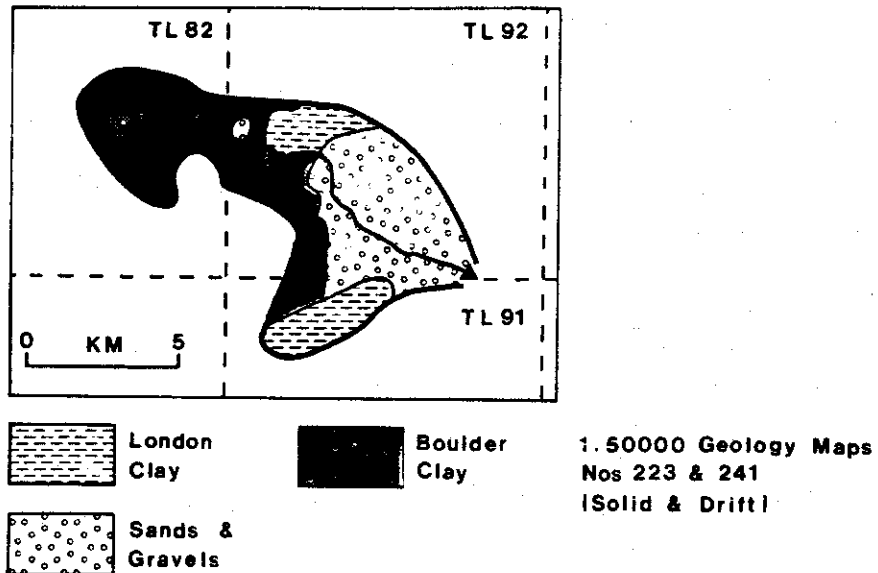 TL 82
TL 92
TL 91
0 KM 5
London
Clay
Boulder
Clay
1:50000 Geology Maps
Nos 223 & 241
(Solid & Drift)
Sands &
Gravels